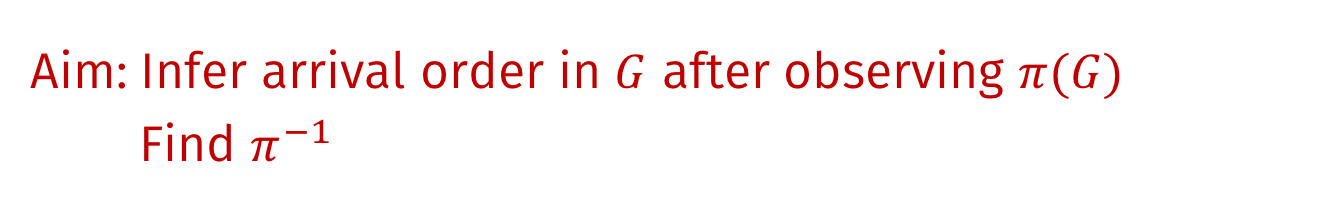 Aim: Infer arrival order in G after observing π(G)
Find π⁻¹